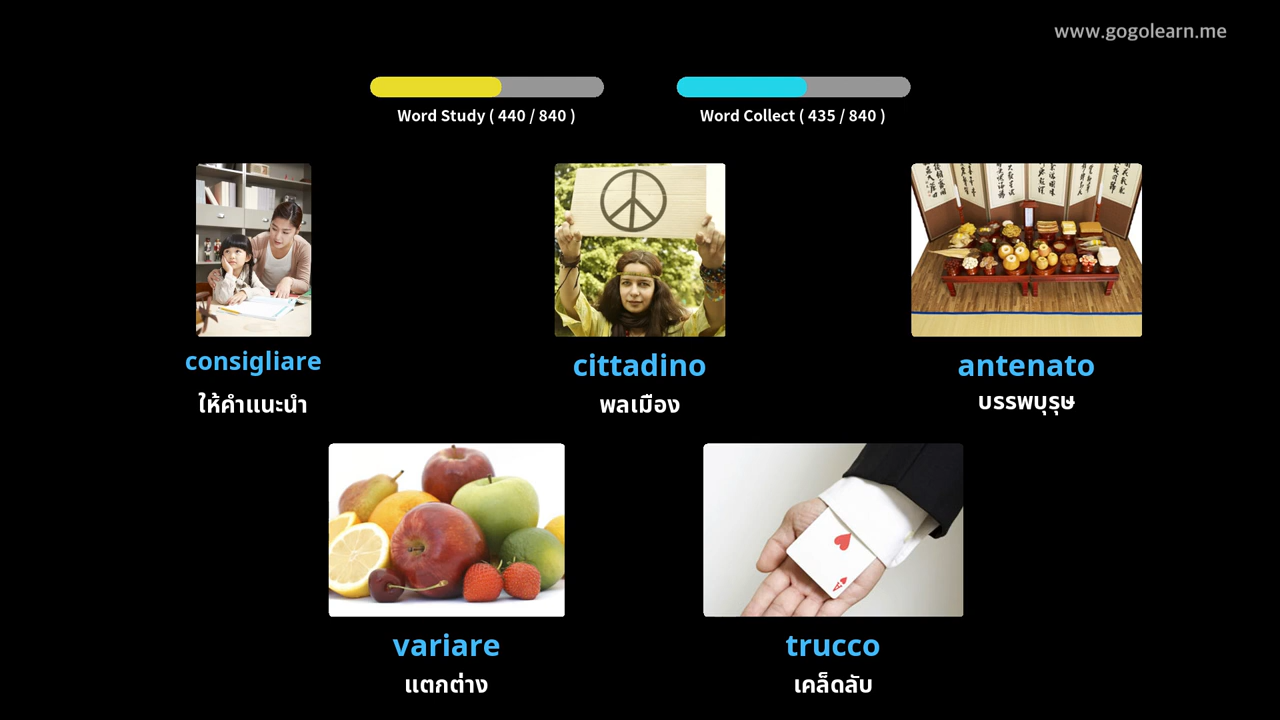 www.gogolearn.me
Word Study ( 440 / 840 )
Word Collect ( 435 / 840 )
consigliare
cittadino
antenato
ให้คำแนะนำ
พลเมือง
บรรพบุรุษ
variare
trucco
แตกต่าง
เคล็ดลับ